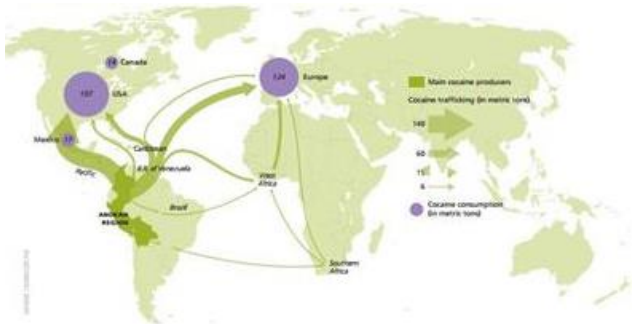 14 Canada
124 Europe
USA
Mexico 17
Pacific
Caribbean
B.R. of Venezuela
West
Africa
Brazil
ANDEAN
REGION
Southern
Africa
Main cocaine producers
Cocaine trafficking (in metric tons)
140
60
15
6
Cocaine consumption
(in metric tons)